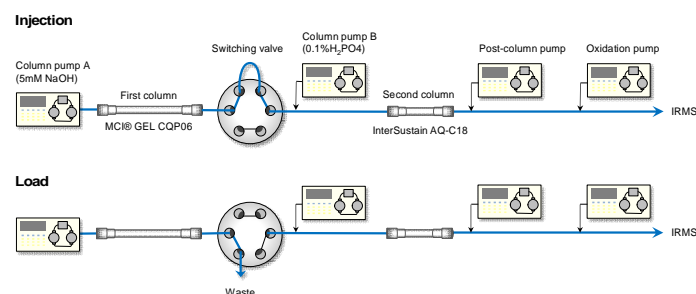 Injection
Column pump A
(5mM NaOH)
First column
MCI® GEL CQP06
Switching valve
Column pump B
(0.1%H2PO4)
Second column
InterSustain AQ-C18
Post-column pump
Oxidation pump
IRMS
Load
Waste
IRMS